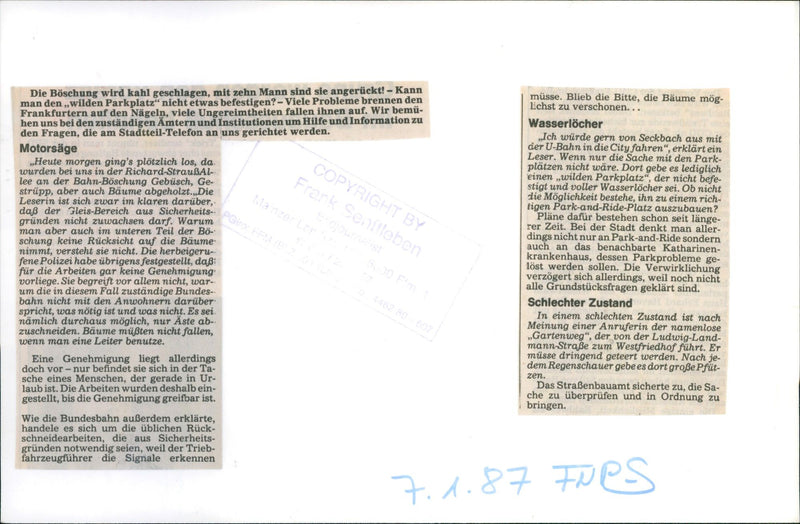 Die Böschung wird kahl geschlagen, mit zehn Mann sind sie angerückt! – Kann
man den „wilden Parkplatz" nicht etwas befestigen? – Viele Probleme brennen den
Frankfurtern auf den Nägeln, viele Ungereimtheiten fallen ihnen auf. Wir bemü-
hen uns bei den zuständigen Ämtern und Institutionen um Hilfe und Information zu
den Fragen, die am Stadtteil-Telefon an uns gerichtet werden.
Motorsäge
„Heute morgen ging's plötzlich los, da
wurden bei uns in der Richard-StraußAl-
lee an der Bahn-Böschung Gebüsch, Ge-
strüpp, aber auch Bäume abgeholzt. „Die
Leserin ist sich zwar im klaren darüber,
daß der Gleis-Bereich aus Sicherheits-
gründen nicht zuwachsen darf. Warum
man aber auch im unteren Teil der Bö-
schung keine Rücksicht auf die Bäume
nimmt, versteht sie nicht. Die herbeigeru-
fene Polizei habe übrigens festgestellt, daß
für die Arbeiten gar keine Genehmigung
vorliege. Sie begreift vor allem nicht, war-
um die in diesem Fall zuständige Bundes-
bahn nicht mit den Anwohnern darüber
spricht, was nötig ist und was nicht. Es sei
nämlich durchaus möglich, nur Äste ab-
zuschneiden. Bäume müßten nicht fallen,
wenn man eine Leiter benutze.
Eine Genehmigung liegt allerdings
doch vor – nur befindet sie sich in der Ta-
sche eines Menschen, der gerade in Ur-
laub ist. Die Arbeiten wurden deshalb ein-
gestellt, bis die Genehmigung greifbar ist.
Wie die Bundesbahn außerdem erklärte,
handele es sich um die üblichen Rück-
schneidearbeiten, die aus Sicherheits-
gründen notwendig seien, weil der Trieb-
fahrzeugführer die Signale erkennen
müsse. Blieb die Bitte, die Bäume mög-
lichst zu verschonen. . .
Wasserlöcher
„Ich würde gern von Seckbach aus mit
der U-Bahn in die City fahren", erklärt ein
Leser. Wenn nur die Sache mit den Park-
plätzen nicht wäre. Dort gebe es lediglich
einen „wilden Parkplatz", der nicht befe-
stigt und voller Wasserlöcher sei. Ob nicht
die Möglichkeit bestehe, ihn zu einem rich-
tigen Park-and-Ride-Platz auszubauen?
Pläne dafür bestehen schon seit länge-
rer Zeit. Bei der Stadt denkt man aller-
dings nicht nur an Park-and-Ride sondern
auch an das benachbarte Katharinen-
krankenhaus, dessen Parkprobleme ge-
löst werden sollen. Die Verwirklichung
verzögert sich allerdings, weil noch nicht
alle Grundstücksfragen geklärt sind.
Schlechter Zustand
In einem schlechten Zustand ist nach
Meinung einer Anruferin der namenlose
„Gartenweg", der von der Ludwig-Land-
mann-Straße zum Westfriedhof führt. Er
müsse dringend geteert werden. Nach je-
dem Regenschauer gebe es dort große Pfüt-
zen.
Das Straßenbauamt sicherte zu, die Sa-
che zu überprüfen und in Ordnung zu
bringen.
COPYRIGHT BY
Frank Senftleben
7.1.87 FNPS